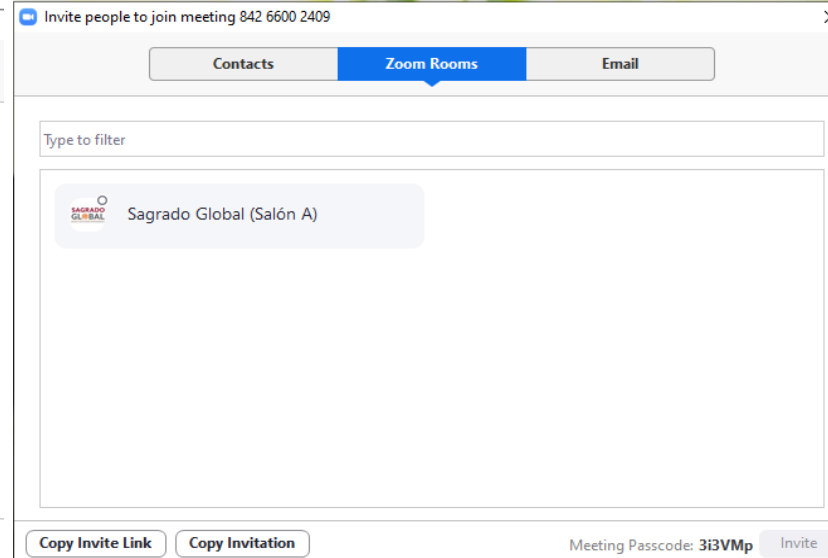 Invite people to join meeting 842 6600 2409
Contacts
Zoom Rooms
Email
Type to filter
SAGRADO
GLOBAL
Sagrado Global (Salón A)
Copy Invite Link
Copy Invitation
Meeting Passcode: 3i3VMp
Invite